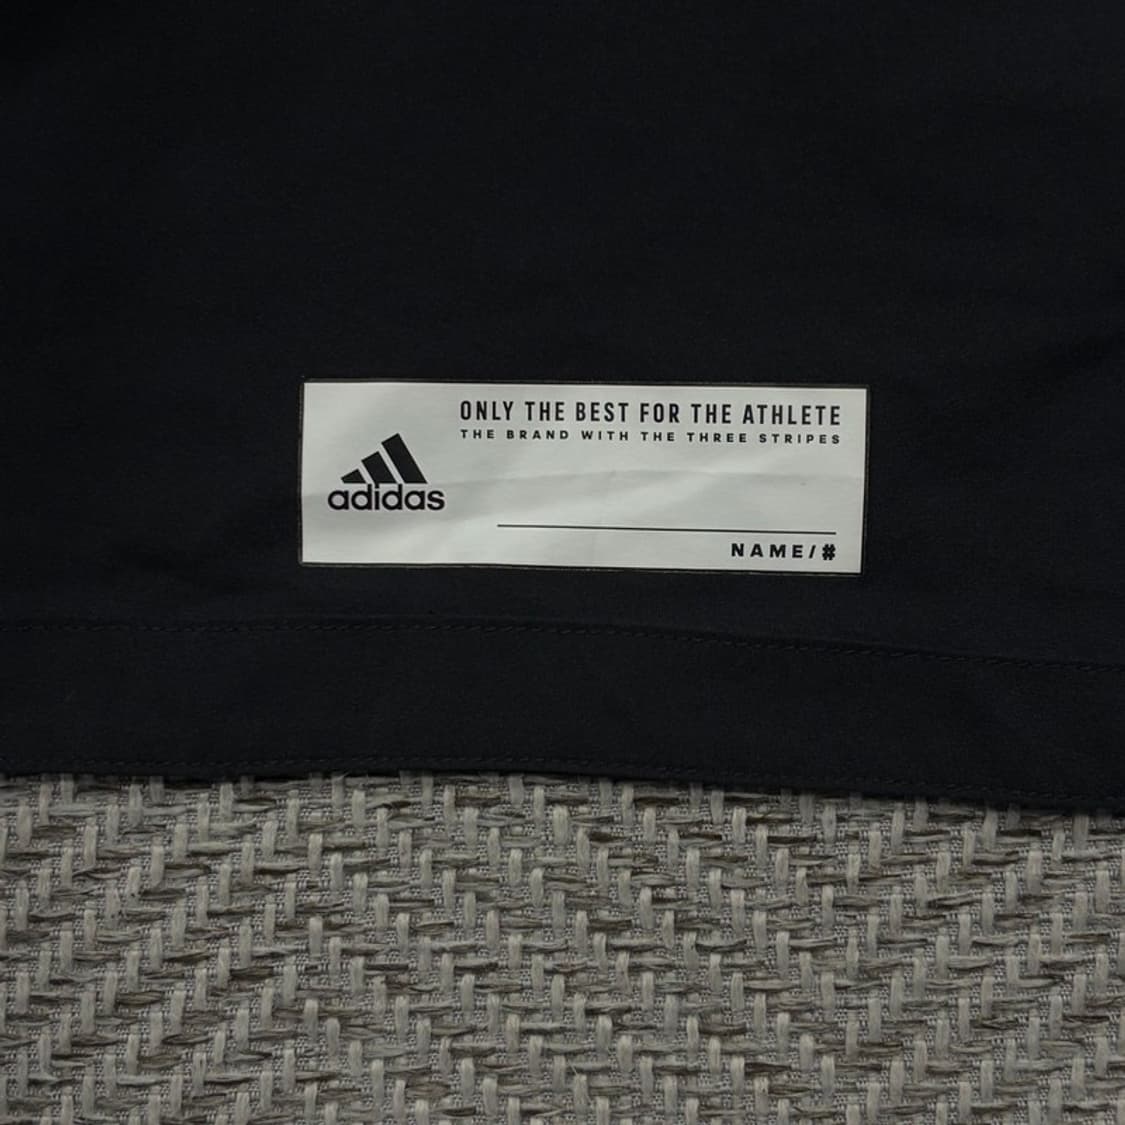 ONLY THE BEST FOR THE ATHLETE
THE BRAND WITH THE THREE STRIPES
adidas
NAME/#